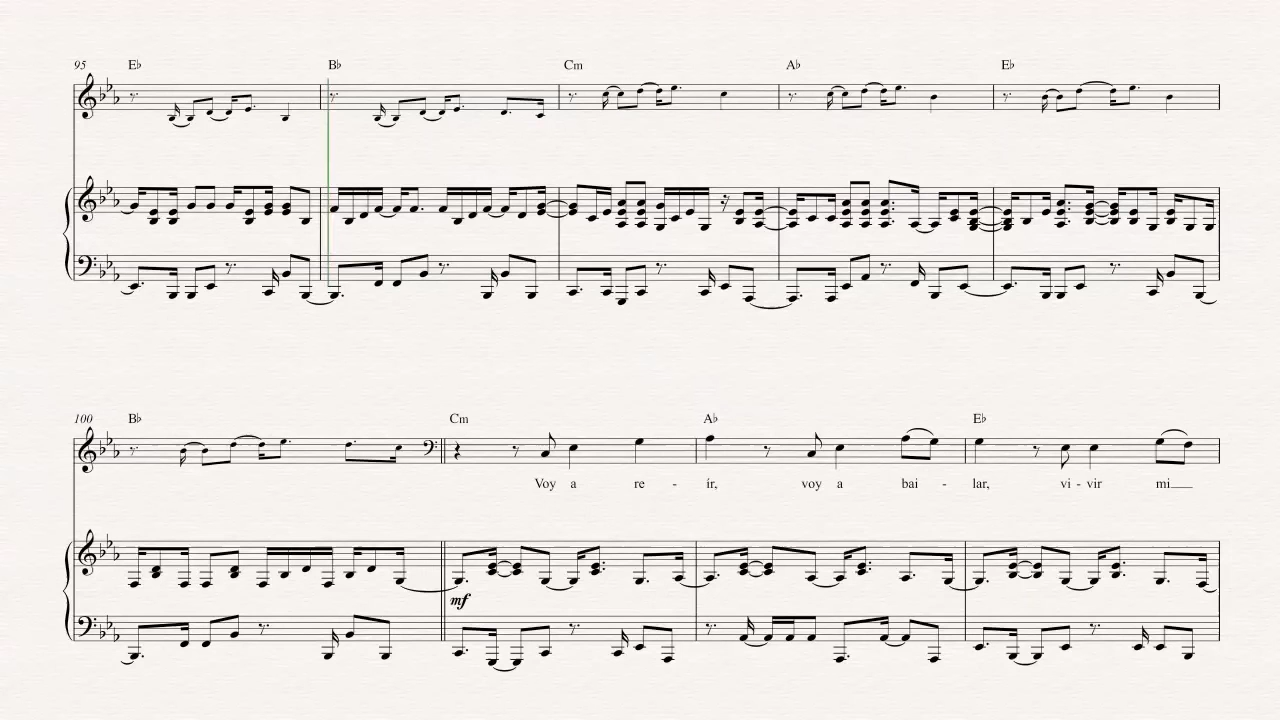 95 E♭ B♭ Cm A♭ E♭
100 B♭ Cm A♭ E♭
Voy a re - ír, voy a bai - lar, vi - vir mi
mf